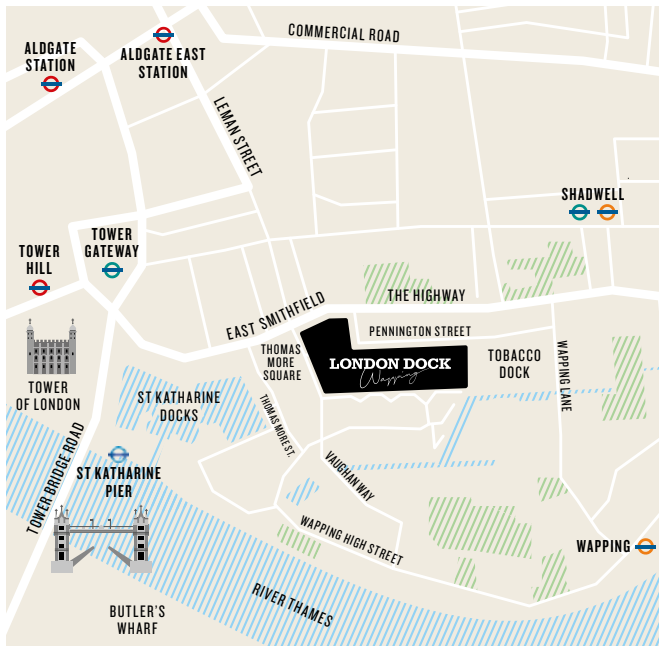 COMMERCIAL ROAD
ALDGATE
STATION
ALDGATE EAST
STATION
LEMAN STREET
SHADWELL
TOWER
GATEWAY
TOWER
HILL
THE HIGHWAY
EAST SMITHFIELD
PENNINGTON STREET
THOMAS
MORE
SQUARE
LONDON DOCK
Wapping
TOBACCO
DOCK
WAPPING LANE
TOWER
OF LONDON
ST KATHARINE
DOCKS
THOMAS MORE ST.
TOWER BRIDGE ROAD
ST KATHARINE
PIER
VAUGHAN WAY
WAPPING HIGH STREET
WAPPING
RIVER THAMES
BUTLER'S
WHARF